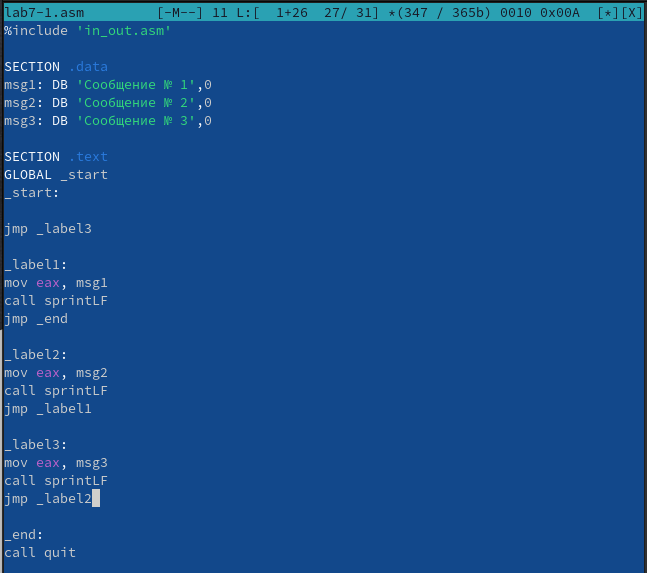 lab7-1.asm [-M--] 11 L:[ 1+26 27/ 31] *(347 / 365b) 0010 0x00A [*][X]
%include 'in_out.asm'
SECTION .data
msg1: DB 'Сообщение № 1',0
msg2: DB 'Сообщение № 2',0
msg3: DB 'Сообщение № 3',0
SECTION .text
GLOBAL _start
_start:
jmp _label3
_label1:
mov eax, msg1
call sprintLF
jmp _end
_label2:
mov eax, msg2
call sprintLF
jmp _label1
_label3:
mov eax, msg3
call sprintLF
jmp _label2
_end:
call quit